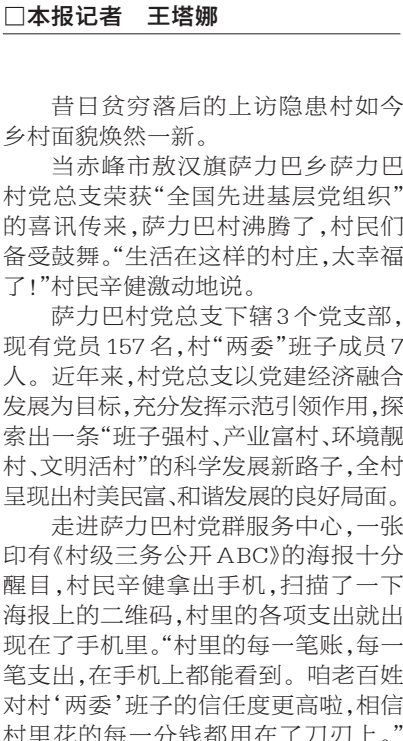 □本报记者　王塔娜
昔日贫穷落后的上访隐患村如今
乡村面貌焕然一新。
当赤峰市敖汉旗萨力巴乡萨力巴
村党总支荣获“全国先进基层党组织”
的喜讯传来，萨力巴村沸腾了，村民们
备受鼓舞。“生活在这样的村庄，太幸福
了！”村民辛健激动地说。
萨力巴村党总支下辖3个党支部，
现有党员157名，村“两委”班子成员7
人。近年来，村党总支以党建经济融合
发展为目标，充分发挥示范引领作用，探
索出一条“班子强村、产业富村、环境靓
村、文明活村”的科学发展新路子，全村
呈现出村美民富、和谐发展的良好局面。
走进萨力巴村党群服务中心，一张
印有《村级三务公开ABC》的海报十分
醒目，村民辛健拿出手机，扫描了一下
海报上的二维码，村里的各项支出就出
现在了手机里。“村里的每一笔账，每一
笔支出，在手机上都能看到。咱老百姓
对村‘两委’班子的信任度更高啦，相信
村里花的每一分钱都用在了刀刃上。”